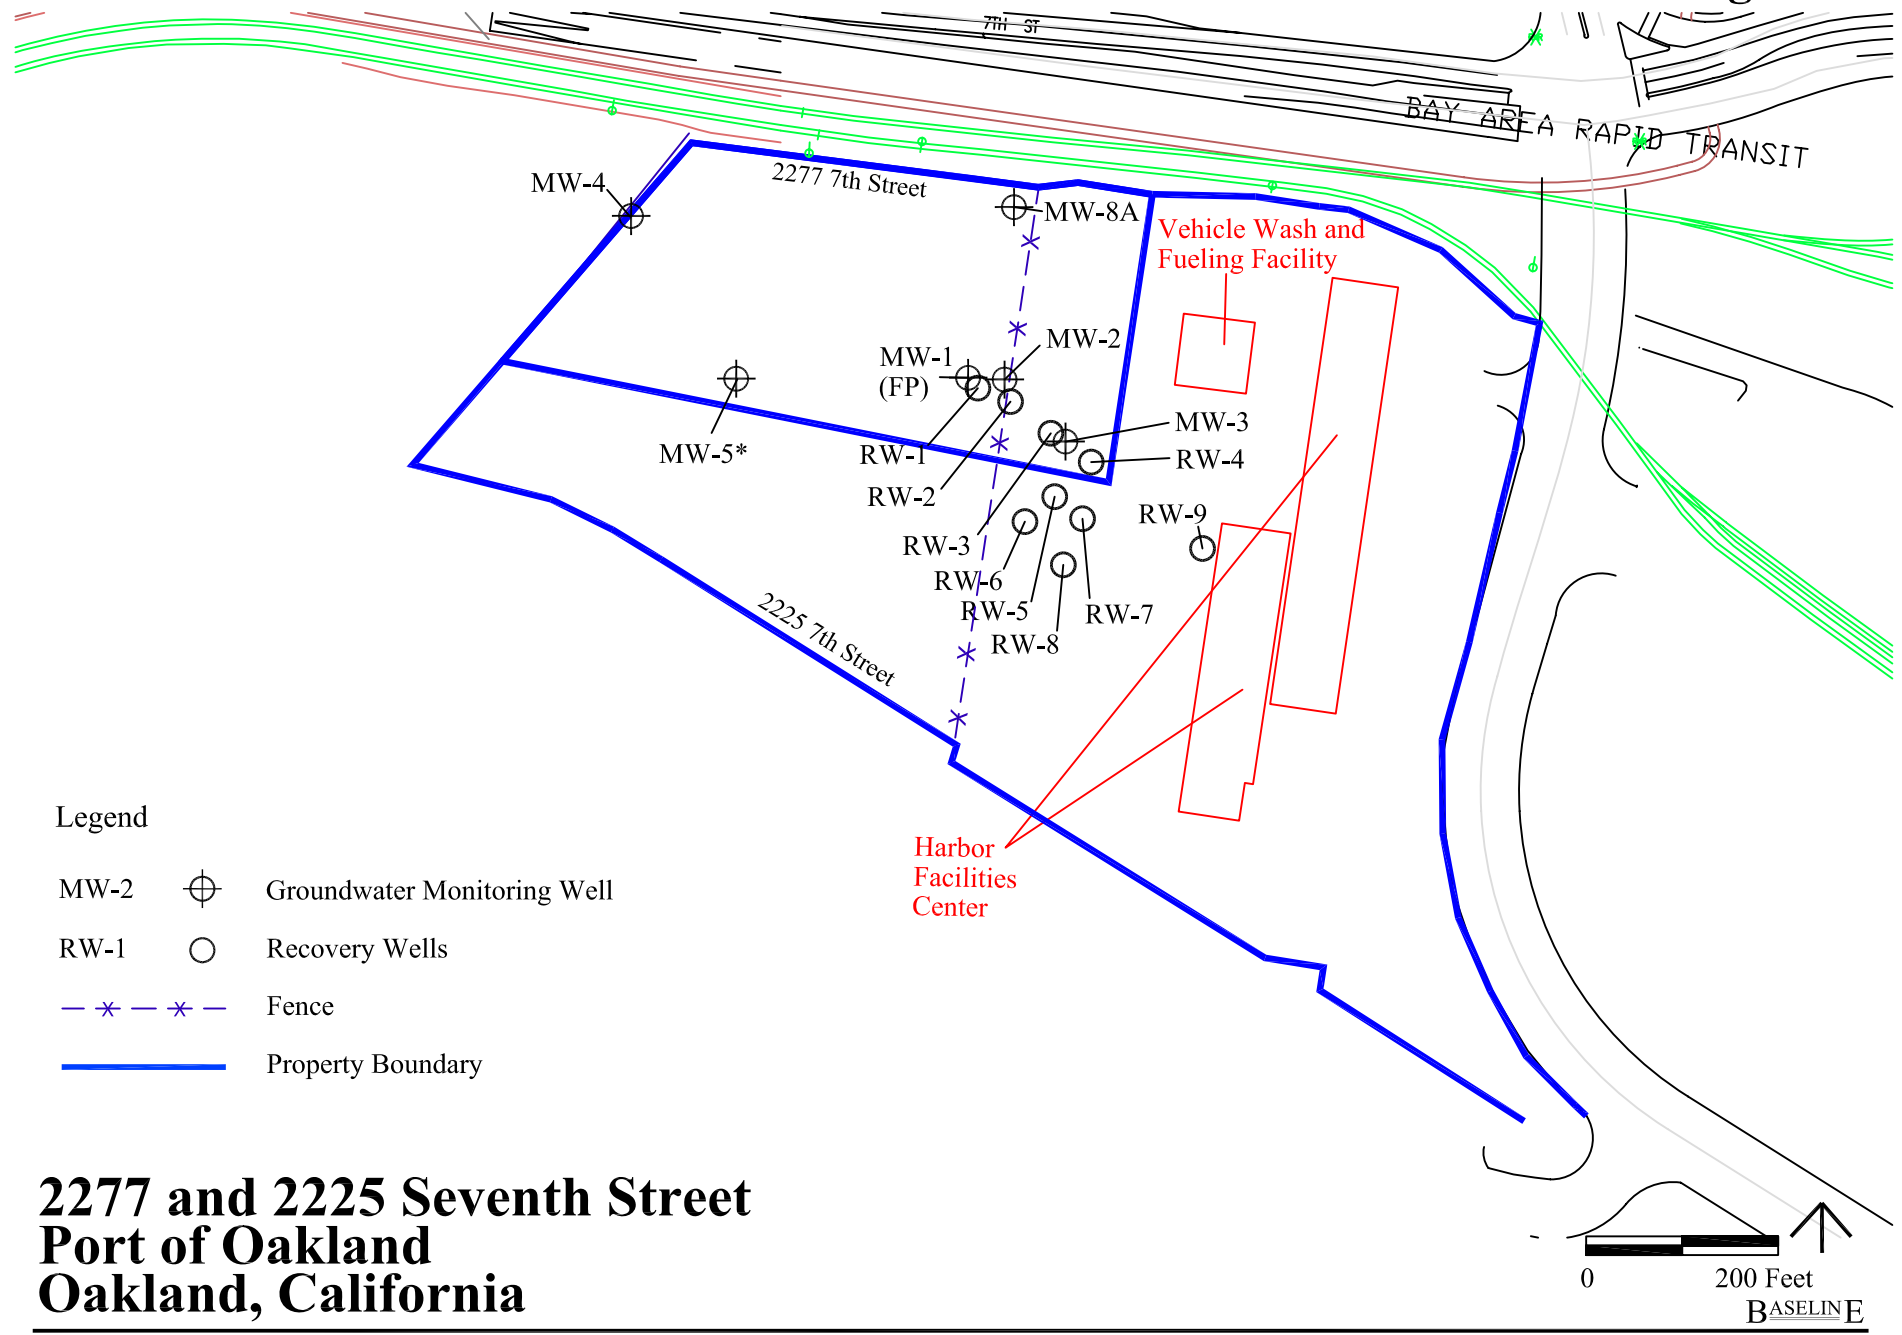 7TH ST
BAY AREA RAPID TRANSIT
2277 7th Street
MW-4
MW-8A
Vehicle Wash and
Fueling Facility
MW-2
MW-1
(FP)
MW-3
MW-5*
RW-1
RW-4
RW-2
RW-9
RW-3
RW-6
RW-5
RW-7
RW-8
2225 7th Street
Harbor
Facilities
Center
Legend
MW-2 Groundwater Monitoring Well
RW-1 Recovery Wells
Fence
Property Boundary
2277 and 2225 Seventh Street
Port of Oakland
Oakland, California
0 200 Feet
BASELINE